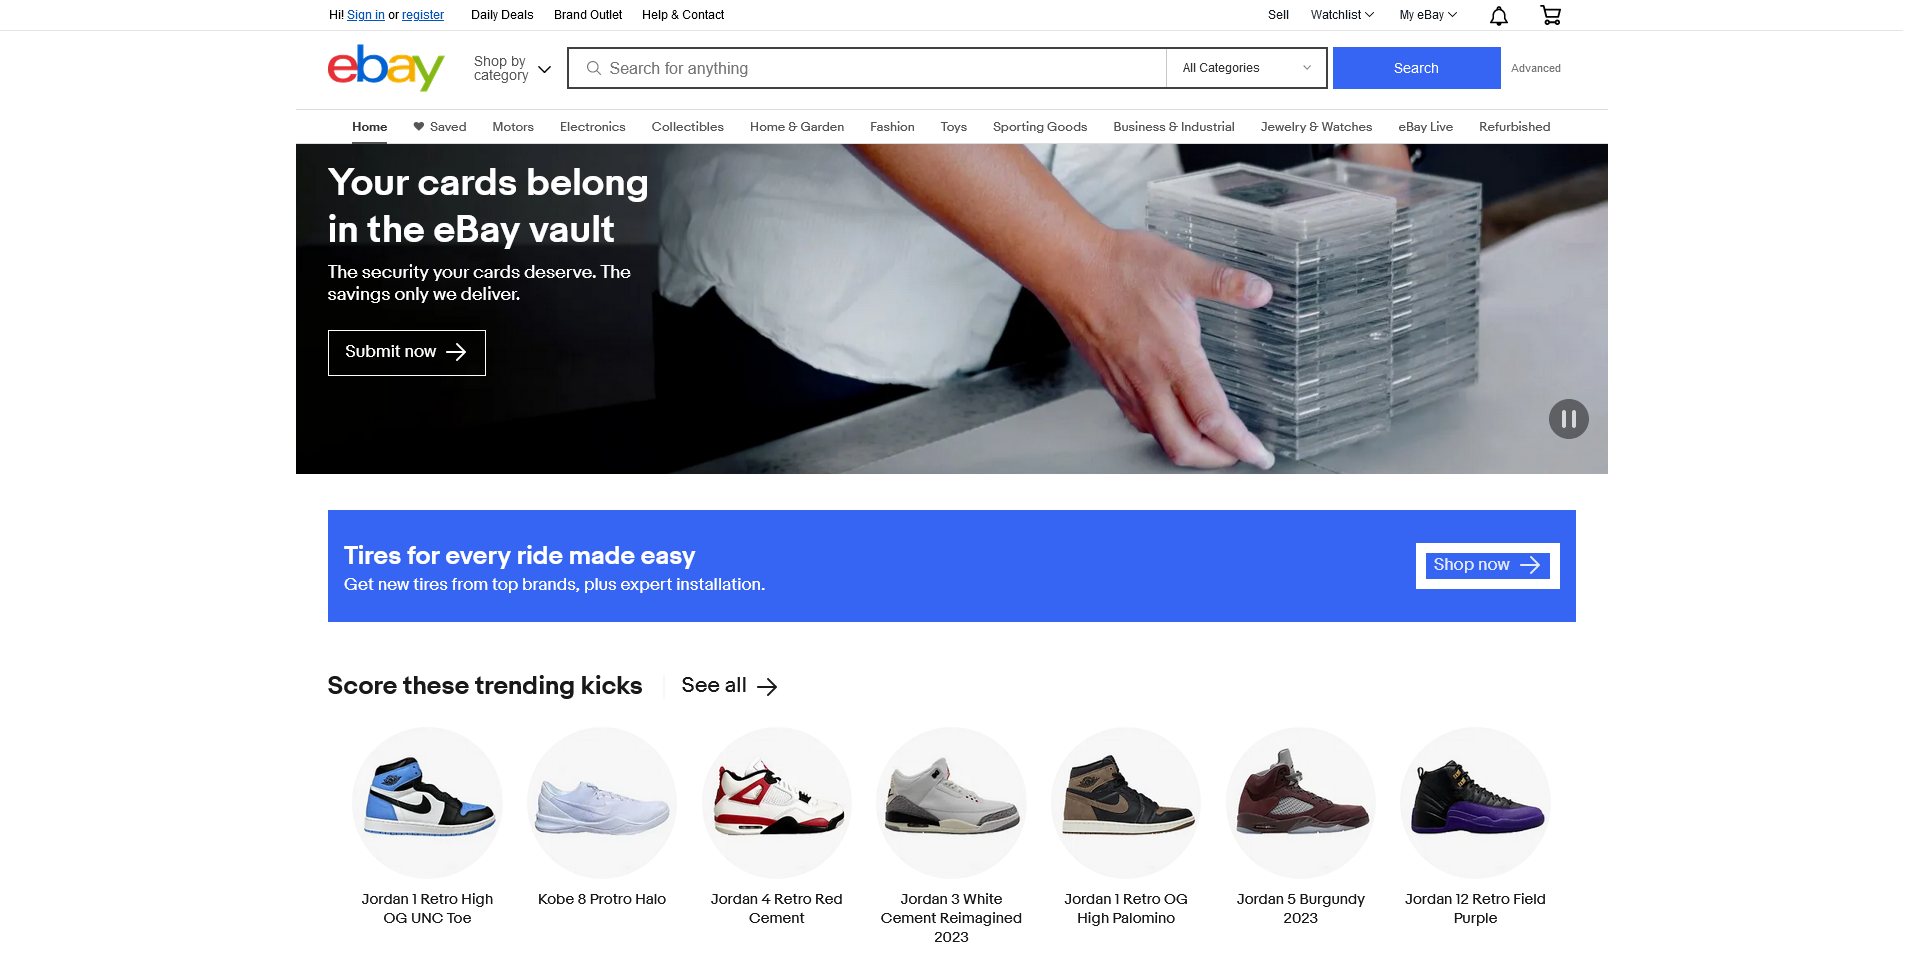 Hi! Sign in or register
Daily Deals
Brand Outlet
Help & Contact
Sell
Watchlist
My eBay
ebay
Shop by
category
Search for anything
All Categories
Search
Advanced
Home
Saved
Motors
Electronics
Collectibles
Home & Garden
Fashion
Toys
Sporting Goods
Business & Industrial
Jewelry & Watches
eBay Live
Refurbished
Your cards belong
in the eBay vault
The security your cards deserve. The
savings only we deliver.
Submit now
Tires for every ride made easy
Get new tires from top brands, plus expert installation.
Shop now
Score these trending kicks
See all
Jordan 1 Retro High
OG UNC Toe
Kobe 8 Protro Halo
Jordan 4 Retro Red
Cement
Jordan 3 White
Cement Reimagined
2023
Jordan 1 Retro OG
High Palomino
Jordan 5 Burgundy
2023
Jordan 12 Retro Field
Purple